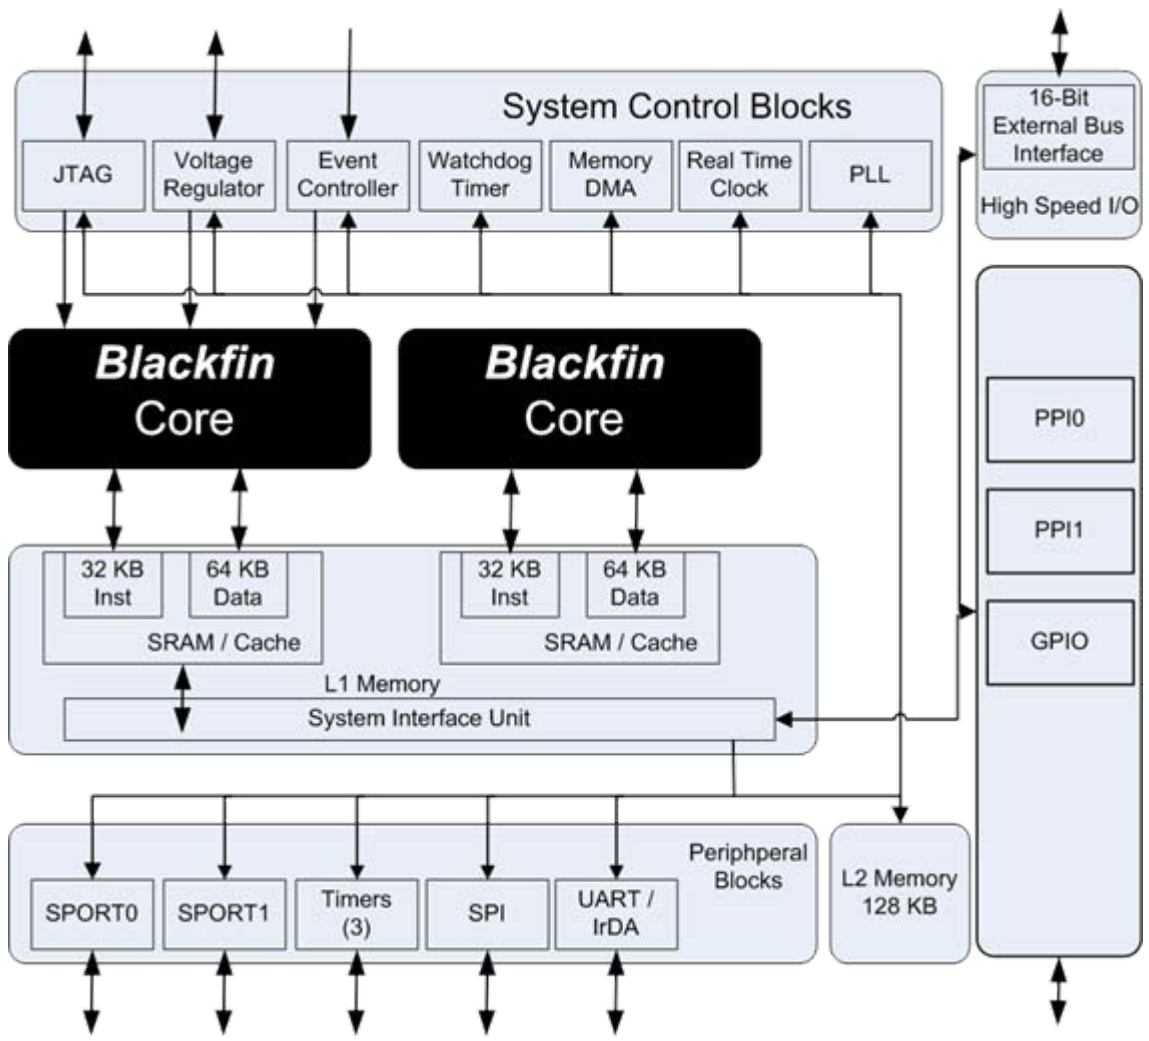 System Control Blocks
JTAG
Voltage
Regulator
Event
Controller
Watchdog
Timer
Memory
DMA
Real Time
Clock
PLL
16-Bit
External Bus
Interface
High Speed I/O
Blackfin
Core
Blackfin
Core
PPI0
PPI1
GPIO
32 KB
Inst
64 KB
Data
SRAM / Cache
32 KB
Inst
64 KB
Data
SRAM / Cache
L1 Memory
System Interface Unit
Periphperal
Blocks
SPORT0
SPORT1
Timers
(3)
SPI
UART /
IrDA
L2 Memory
128 KB